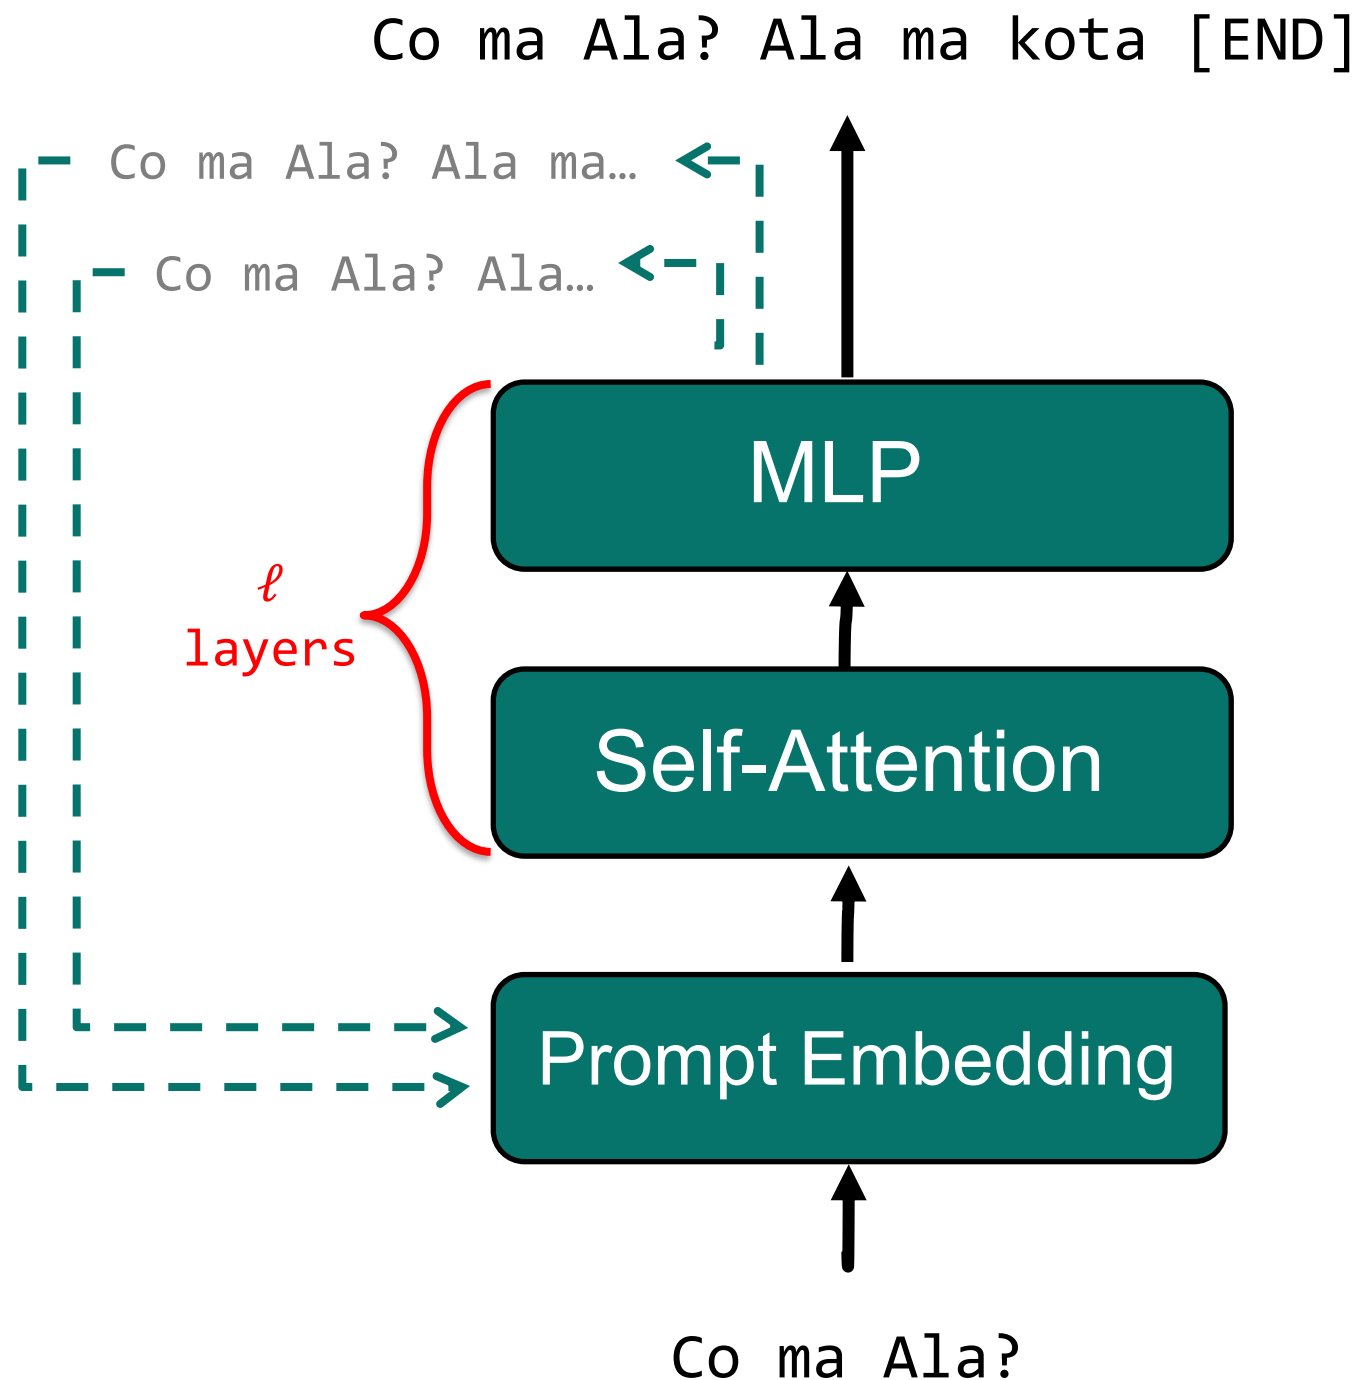 Co ma Ala? Ala ma kota [END]
Co ma Ala? Ala ma…
Co ma Ala? Ala…
MLP
ℓ
layers
Self-Attention
Prompt Embedding
Co ma Ala?